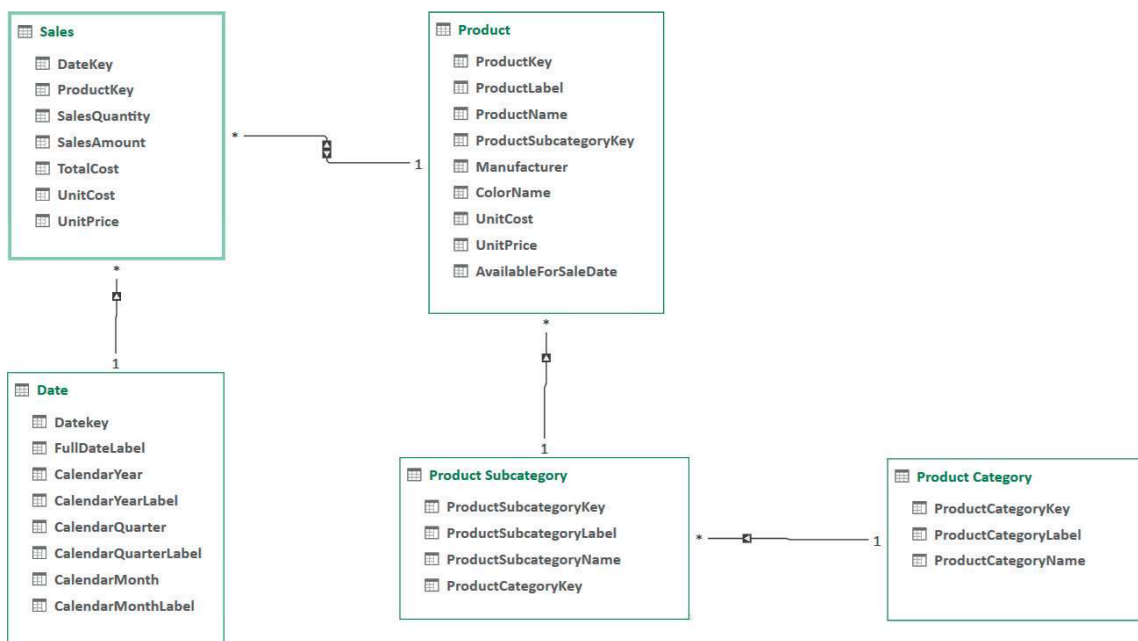 Sales
DateKey
ProductKey
SalesQuantity
SalesAmount
TotalCost
UnitCost
UnitPrice
*
1
Product
ProductKey
ProductLabel
ProductName
ProductSubcategoryKey
Manufacturer
ColorName
UnitCost
UnitPrice
AvailableForSaleDate
*
1
Date
Datekey
FullDateLabel
CalendarYear
CalendarYearLabel
CalendarQuarter
CalendarQuarterLabel
CalendarMonth
CalendarMonthLabel
*
1
Product Subcategory
ProductSubcategoryKey
ProductSubcategoryLabel
ProductSubcategoryName
ProductCategoryKey
*
1
Product Category
ProductCategoryKey
ProductCategoryLabel
ProductCategoryName